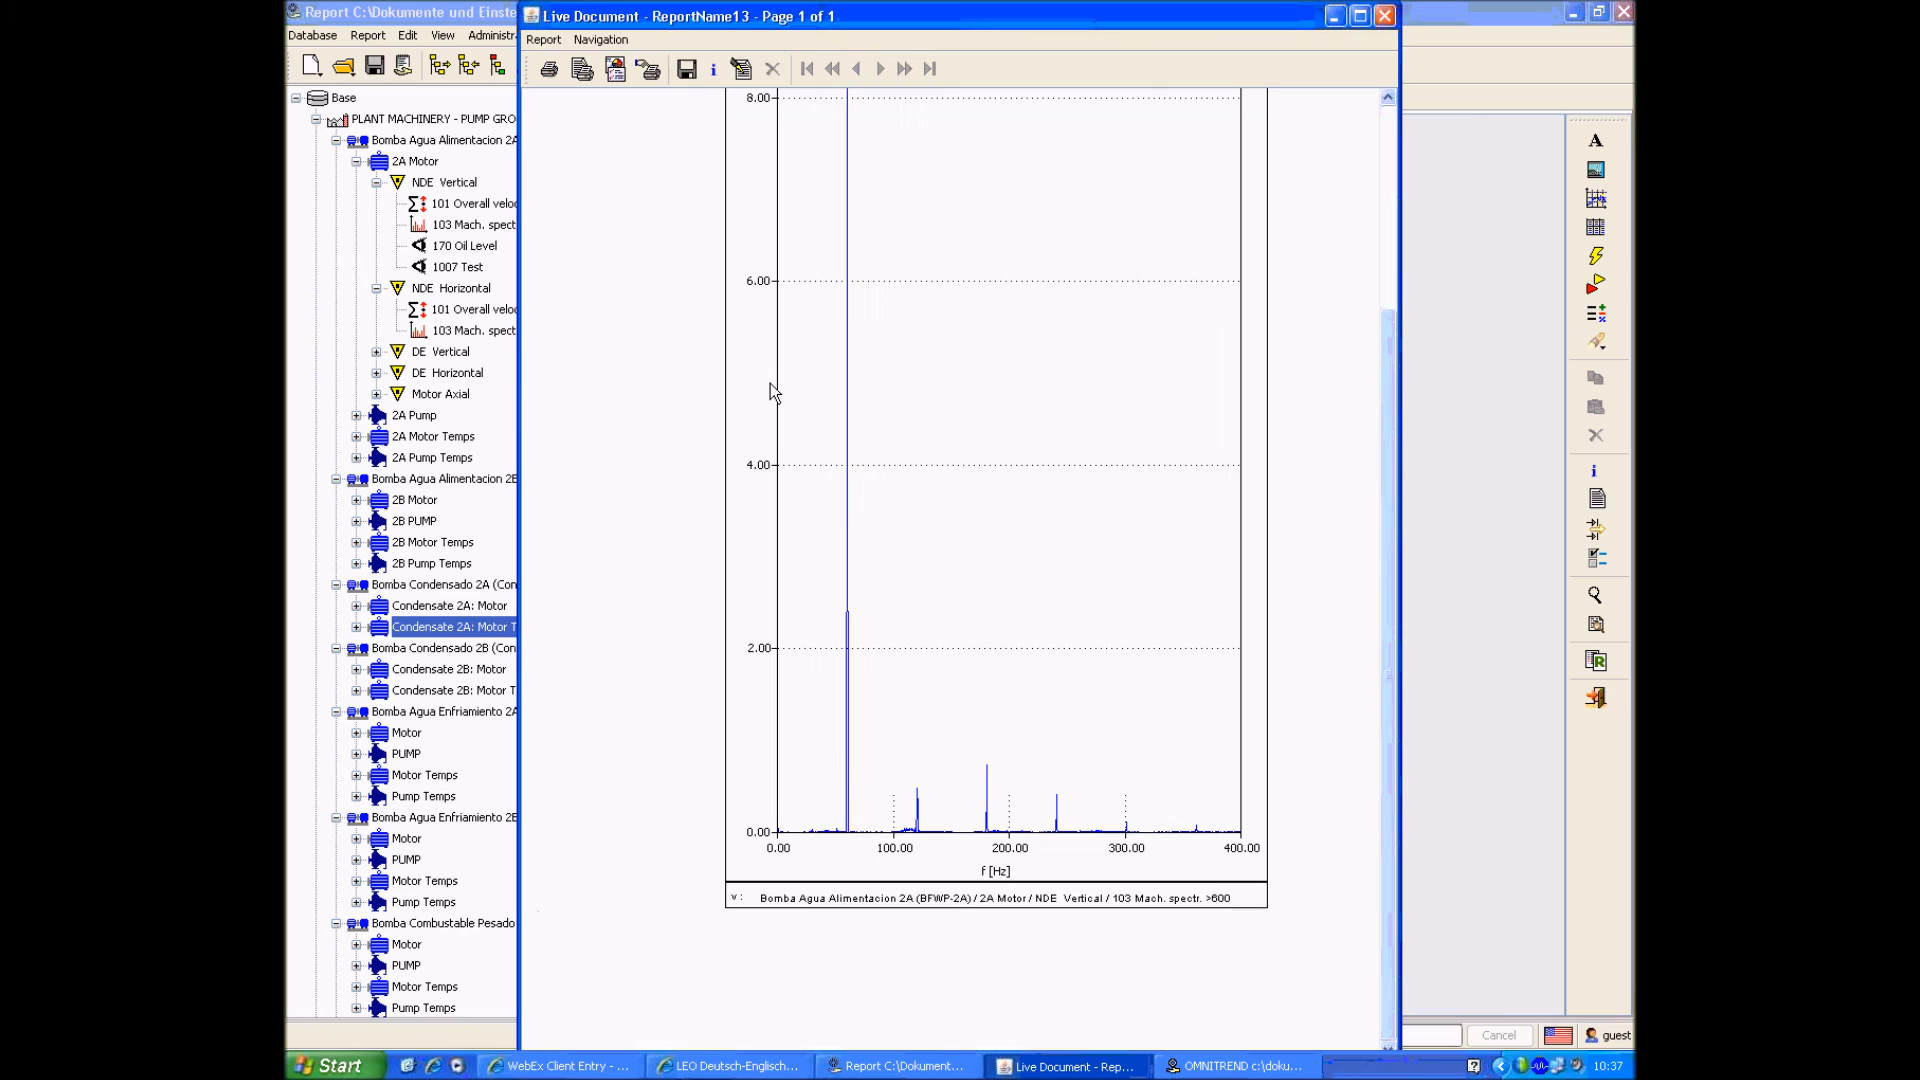 Report C:\Dokumente und Einste
Database Report Edit View Administr
Base
PLANT MACHINERY - PUMP GRO
Bomba Agua Alimentacion 2A
2A Motor
NDE Vertical
101 Overall velo
103 Mach. spect
170 Oil Level
1007 Test
NDE Horizontal
101 Overall velo
103 Mach. spect
DE Vertical
DE Horizontal
Motor Axial
2A Pump
2A Motor Temps
2A Pump Temps
Bomba Agua Alimentacion 2B
2B Motor
2B PUMP
2B Motor Temps
2B Pump Temps
Bomba Condensado 2A (Con
Condensate 2A: Motor
Condensate 2A: Motor T
Bomba Condensado 2B (Con
Condensate 2B: Motor
Condensate 2B: Motor T
Bomba Agua Enfriamiento 2A
Motor
PUMP
Motor Temps
Pump Temps
Bomba Agua Enfriamiento 2B
Motor
PUMP
Motor Temps
Pump Temps
Bomba Combustable Pesado
Motor
PUMP
Motor Temps
Pump Temps
Live Document - ReportName13 - Page 1 of 1
Report Navigation
8.00
6.00
4.00
2.00
0.00
0.00 100.00 200.00 300.00 400.00
f [Hz]
v : Bomba Agua Alimentacion 2A (BFWP-2A) / 2A Motor / NDE Vertical / 103 Mach. spectr. >600
A
i
R
Cancel guest
Start WebEx Client Entry - ... LEO Deutsch-Englisch... Report C:\Dokument... Live Document - Rep... OMNITREND c:\doku... 10:37